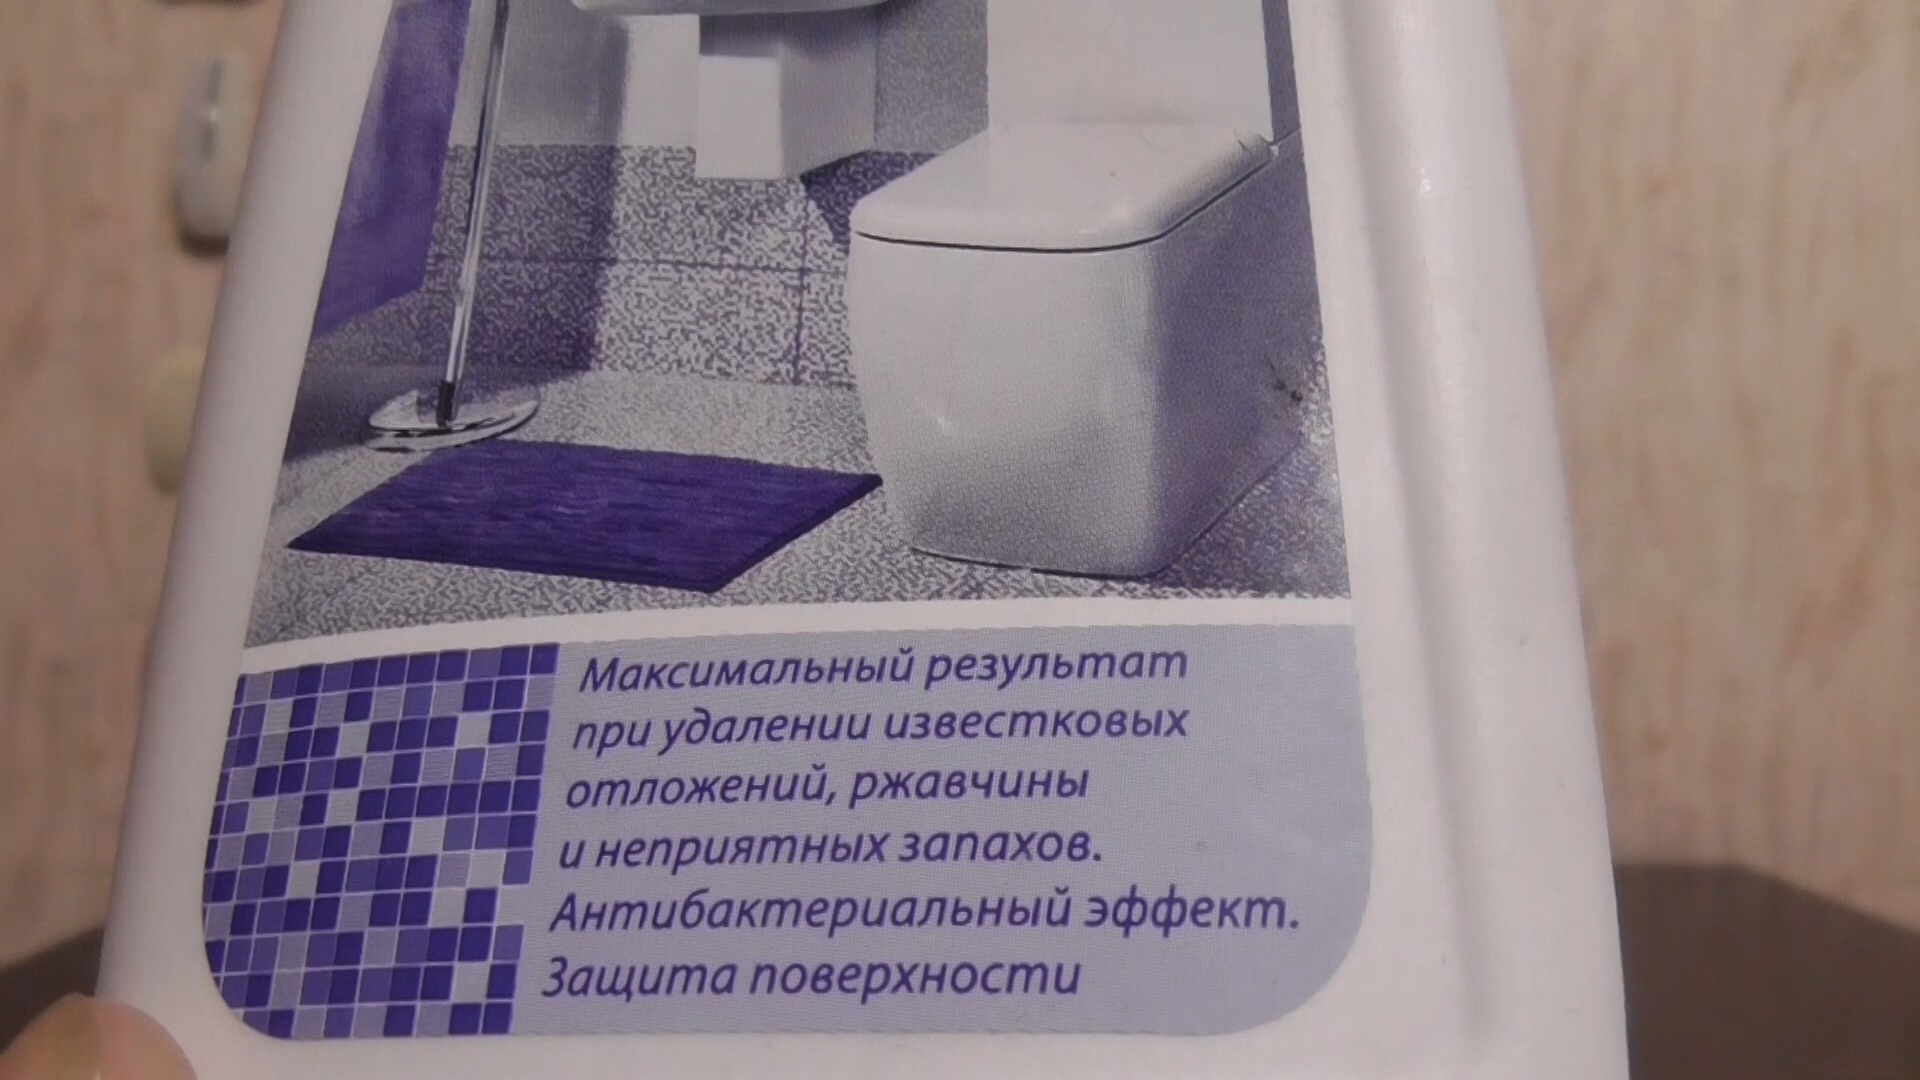 Максимальный результат
при удалении известковых
отложений, ржавчины
и неприятных запахов.
Антибактериальный эффект.
Защита поверхности